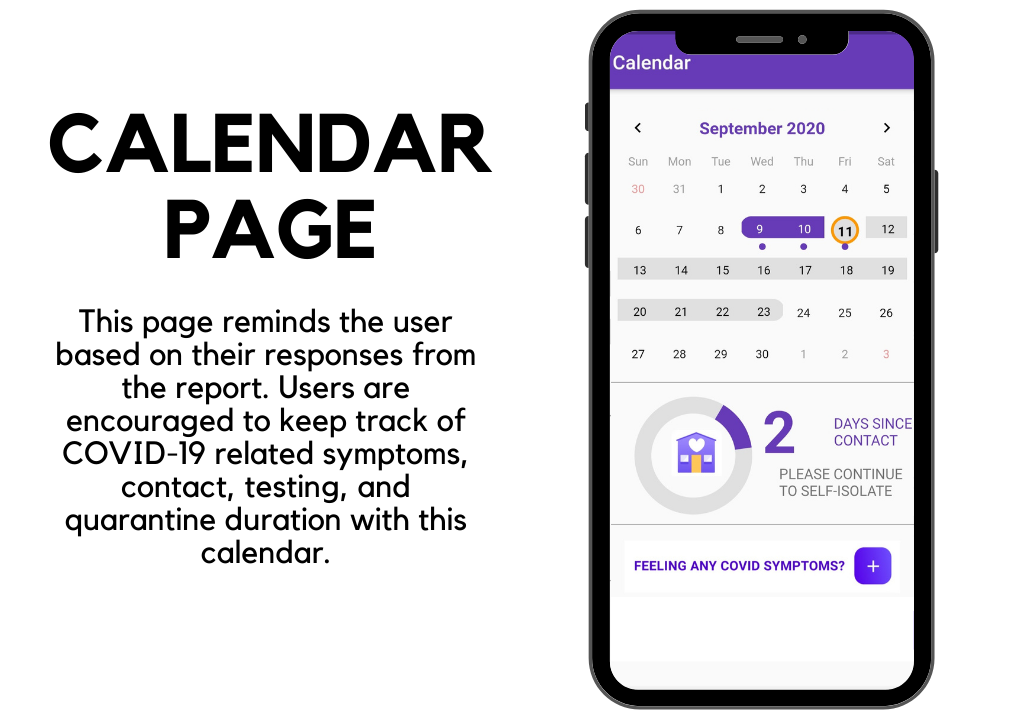 CALENDAR
PAGE
This page reminds the user
based on their responses from
the report. Users are
encouraged to keep track of
COVID-19 related symptoms,
contact, testing, and
quarantine duration with this
calendar.
Calendar
September 2020
Sun Mon Tue Wed Thu Fri Sat
30 31 1 2 3 4 5
6 7 8 9 10 11 12
13 14 15 16 17 18 19
20 21 22 23 24 25 26
27 28 29 30 1 2 3
2 DAYS SINCE
CONTACT
PLEASE CONTINUE
TO SELF-ISOLATE
FEELING ANY COVID SYMPTOMS? +